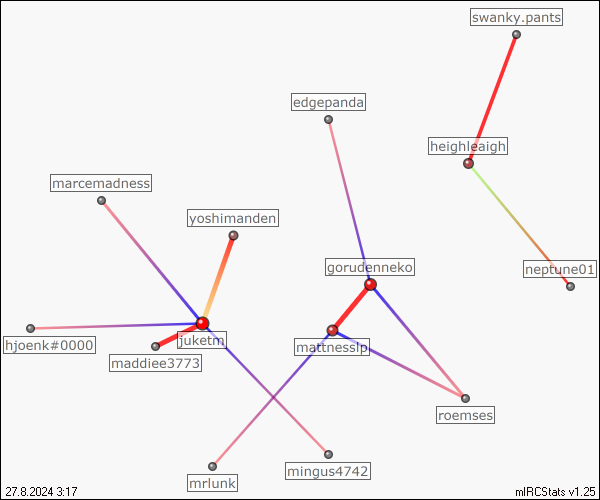 swanky.pants
edgepanda
heighleaigh
marcemadness
yoshimanden
gorudenneko
neptune01
hjoenk#0000
juketm
mattnesslp
maddiee3773
roemses
mrlunk
mingus4742
27.8.2024 3:17
mIRCStats v1.25